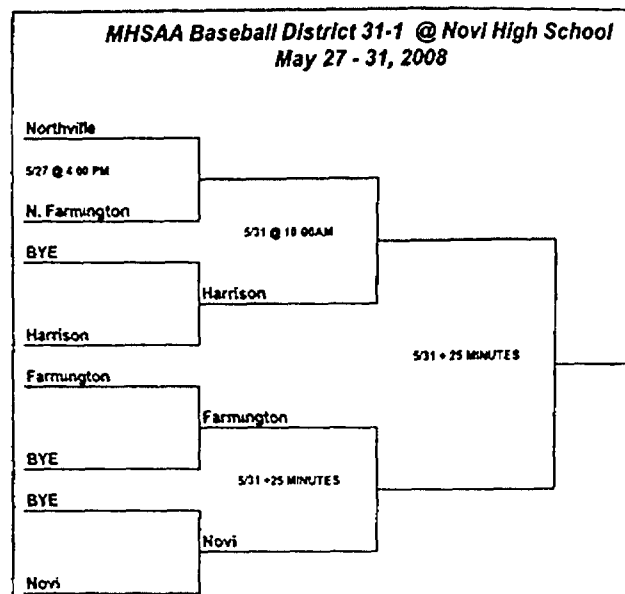 MHSAA Baseball District 31-1 @ Novi High School
May 27 - 31, 2008
Northville
5/27 @ 4:00 PM
N. Farmington
5/31 @ 10:00AM
BYE
Harrison
Harrison
5/31 + 25 MINUTES
Farmington
Farmington
BYE
5/31 +25 MINUTES
BYE
Novi
Novi